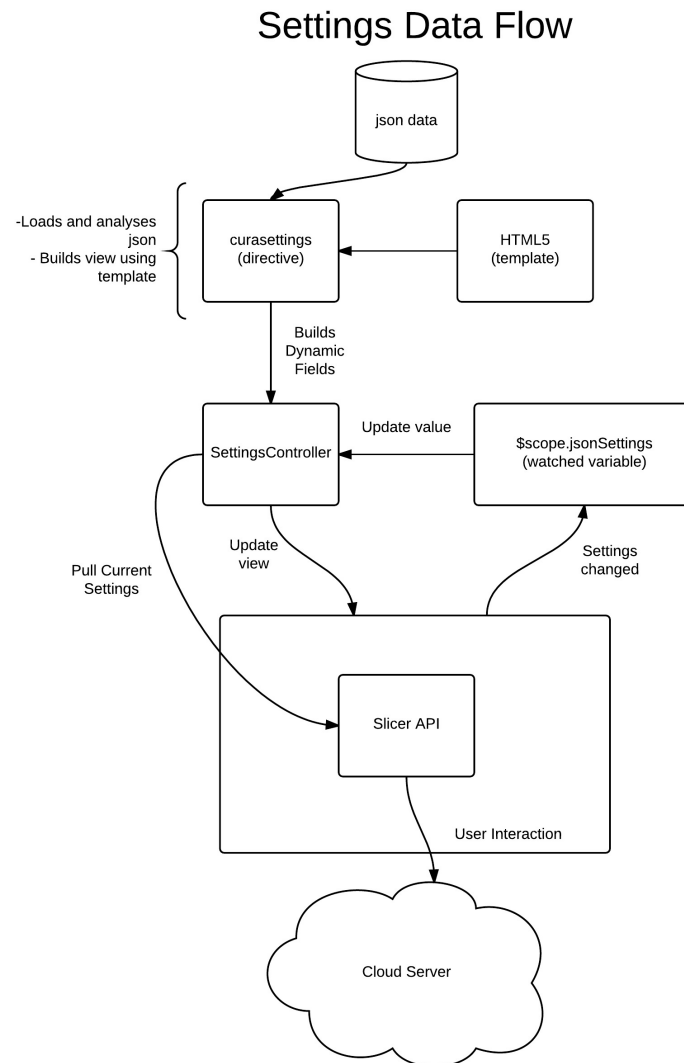 Settings Data Flow
json data
-Loads and analyses
json
- Builds view using
template
curasettings
(directive)
HTML5
(template)
Builds
Dynamic
Fields
SettingsController
Update value
$scope.jsonSettings
(watched variable)
Update
view
Settings
changed
Pull Current
Settings
Slicer API
User Interaction
Cloud Server